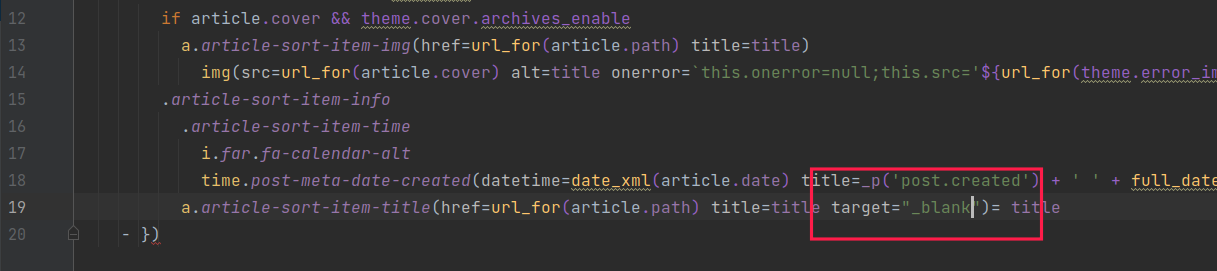 12 if article.cover && theme.cover.archives_enable
13 a.article-sort-item-img(href=url_for(article.path) title=title)
14 img(src=url_for(article.cover) alt=title onerror=`this.onerror=null;this.src='${url_for(theme.error_im
15 .article-sort-item-info
16 .article-sort-item-time
17 i.far.fa-calendar-alt
18 time.post-meta-date-created(datetime=date_xml(article.date) title=_p('post.created') + ' ' + full_date
19 a.article-sort-item-title(href=url_for(article.path) title=title target="_blank")= title
20 - })